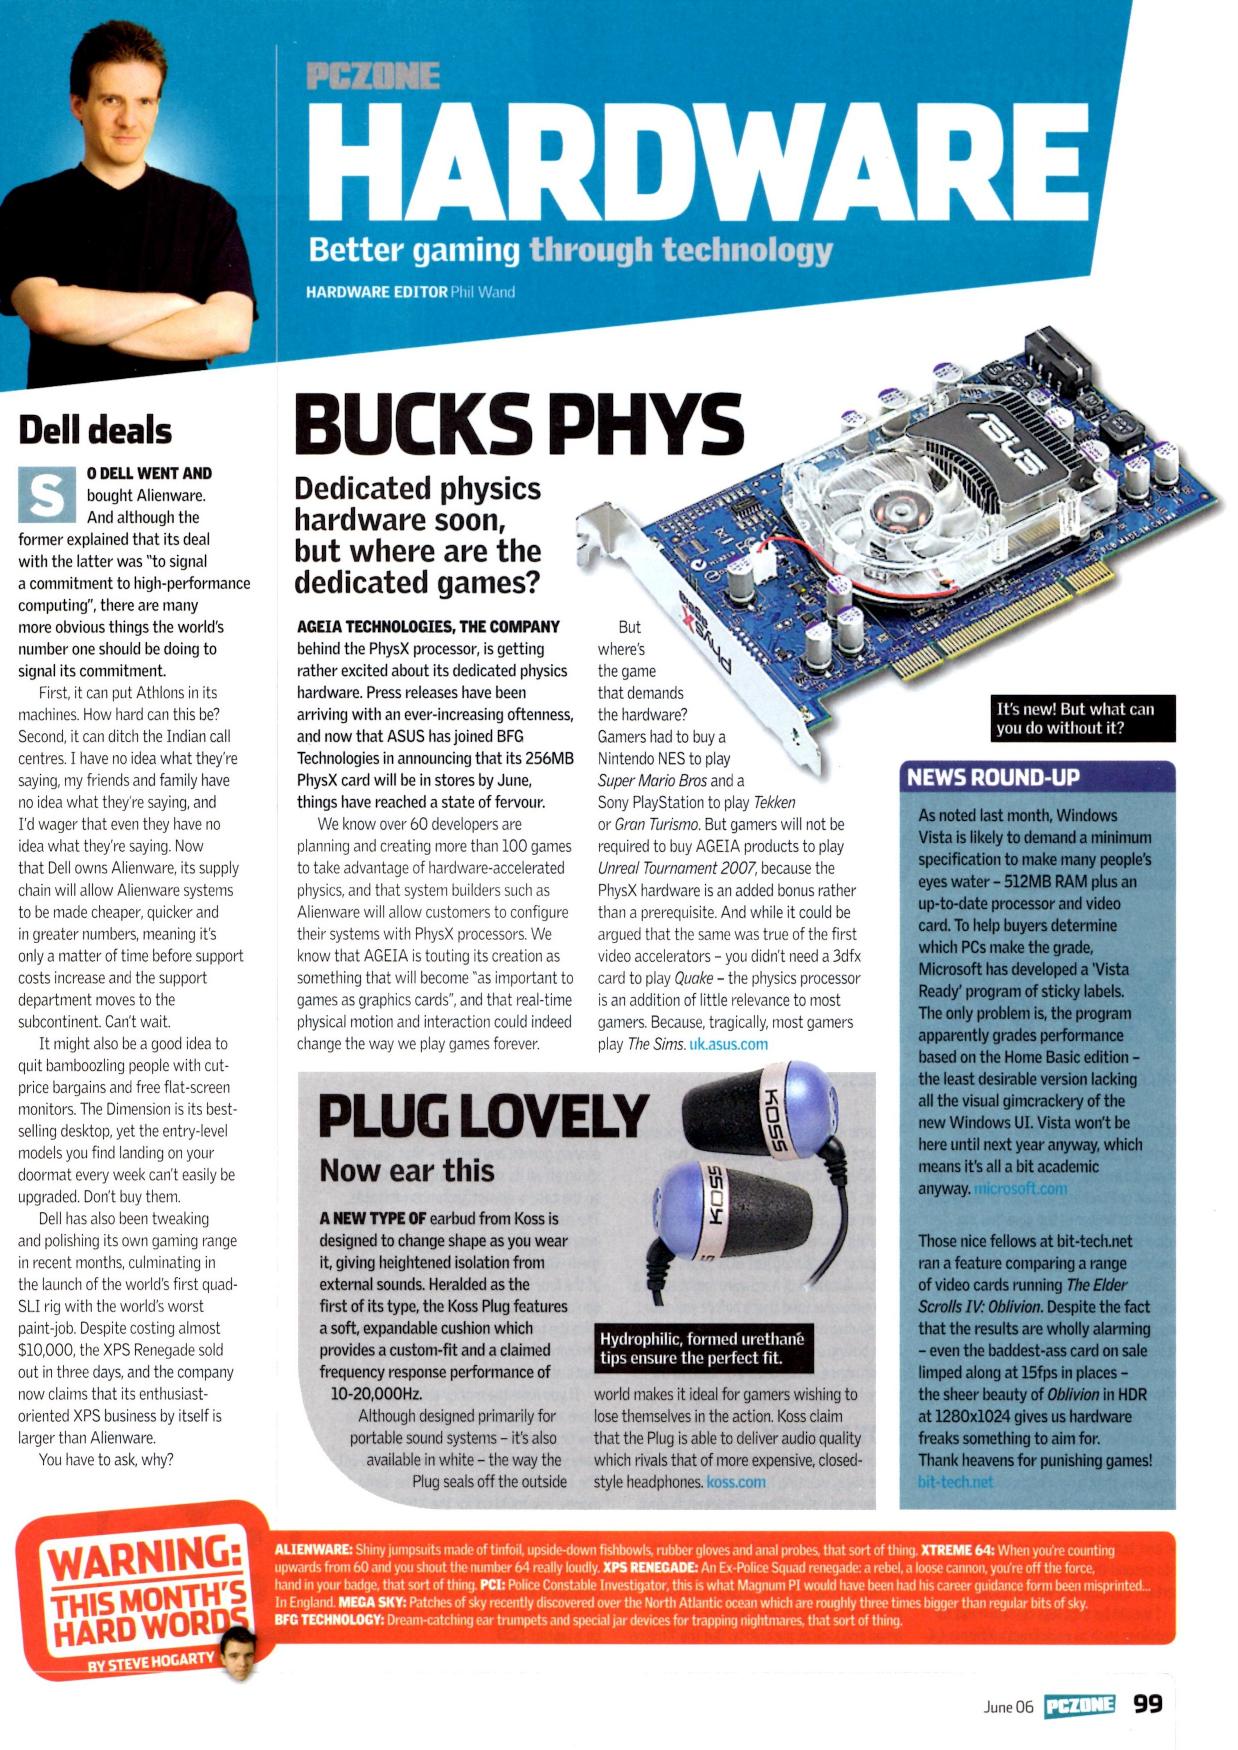 PCZONE
HARDWARE
Better gaming through technology
HARDWARE EDITOR Phil Wand
Dell deals
SO DELL WENT AND
bought Alienware.
And although the
former explained that its deal
with the latter was "to signal
a commitment to high-performance
computing", there are many
more obvious things the world's
number one should be doing to
signal its commitment.
First, it can put Athlons in its
machines. How hard can this be?
Second, it can ditch the Indian call
centres. I have no idea what they're
saying, my friends and family have
no idea what they're saying, and
I'd wager that even they have no
idea what they're saying. Now
that Dell owns Alienware, its supply
chain will allow Alienware systems
to be made cheaper, quicker and
in greater numbers, meaning it's
only a matter of time before support
costs increase and the support
department moves to the
subcontinent. Can't wait.
It might also be a good idea to
quit bamboozling people with cut-
price bargains and free flat-screen
monitors. The Dimension is its best-
selling desktop, yet the entry-level
models you find landing on your
doormat every week can't easily be
upgraded. Don't buy them.
Dell has also been tweaking
and polishing its own gaming range
in recent months, culminating in
the launch of the world's first quad-
SLI rig with the world's worst
paint-job. Despite costing almost
$10,000, the XPS Renegade sold
out in three days, and the company
now claims that its enthusiast-
oriented XPS business by itself is
larger than Alienware.
You have to ask, why?
BUCKS PHYS
Dedicated physics
hardware soon,
but where are the
dedicated games?
AGEIA TECHNOLOGIES, THE COMPANY
behind the PhysX processor, is getting
rather excited about its dedicated physics
hardware. Press releases have been
arriving with an ever-increasing oftenness,
and now that ASUS has joined BFG
Technologies in announcing that its 256MB
PhysX card will be in stores by June,
things have reached a state of fervour.
We know over 60 developers are
planning and creating more than 100 games
to take advantage of hardware-accelerated
physics, and that system builders such as
Alienware will allow customers to configure
their systems with PhysX processors. We
know that AGEIA is touting its creation as
something that will become "as important to
games as graphics cards", and that real-time
physical motion and interaction could indeed
change the way we play games forever.
But
where's
the game
that demands
the hardware?
Gamers had to buy a
Nintendo NES to play
Super Mario Bros and a
Sony PlayStation to play Tekken
or Gran Turismo. But gamers will not be
required to buy AGEIA products to play
Unreal Tournament 2007, because the
PhysX hardware is an added bonus rather
than a prerequisite. And while it could be
argued that the same was true of the first
video accelerators – you didn't need a 3dfx
card to play Quake – the physics processor
is an addition of little relevance to most
gamers. Because, tragically, most gamers
play The Sims. uk.asus.com
ASUS
PCB MADE IN CHINA
ageia
PhysX
It's new! But what can
you do without it?
PLUG LOVELY
Now ear this
A NEW TYPE OF earbud from Koss is
designed to change shape as you wear
it, giving heightened isolation from
external sounds. Heralded as the
first of its type, the Koss Plug features
a soft, expandable cushion which
provides a custom-fit and a claimed
frequency response performance of
10-20,000Hz.
Although designed primarily for
portable sound systems – it's also
available in white – the way the
Plug seals off the outside
KOSS
KOSS
Hydrophilic, formed urethane
tips ensure the perfect fit.
world makes it ideal for gamers wishing to
lose themselves in the action. Koss claim
that the Plug is able to deliver audio quality
which rivals that of more expensive, closed-
style headphones. koss.com
NEWS ROUND-UP
As noted last month, Windows
Vista is likely to demand a minimum
specification to make many people's
eyes water – 512MB RAM plus an
up-to-date processor and video
card. To help buyers determine
which PCs make the grade,
Microsoft has developed a 'Vista
Ready' program of sticky labels.
The only problem is, the program
apparently grades performance
based on the Home Basic edition –
the least desirable version lacking
all the visual gimcrackery of the
new Windows UI. Vista won't be
here until next year anyway, which
means it's all a bit academic
anyway. microsoft.com
Those nice fellows at bit-tech.net
ran a feature comparing a range
of video cards running The Elder
Scrolls IV: Oblivion. Despite the fact
that the results are wholly alarming
– even the baddest-ass card on sale
limped along at 15fps in places –
the sheer beauty of Oblivion in HDR
at 1280x1024 gives us hardware
freaks something to aim for.
Thank heavens for punishing games!
bit-tech.net
WARNING:
THIS MONTH'S
HARD WORDS
BY STEVE HOGARTY
ALIENWARE: Shiny jumpsuits made of tinfoil, upside-down fishbowls, rubber gloves and anal probes, that sort of thing. XTREME 64: When you're counting
upwards from 60 and you shout the number 64 really loudly. XPS RENEGADE: An Ex-Police Squad renegade: a rebel, a loose cannon, you're off the force,
hand in your badge, that sort of thing. PCI: Police Constable Investigator, this is what Magnum PI would have been had his career guidance form been misprinted...
In England. MEGA SKY: Patches of sky recently discovered over the North Atlantic ocean which are roughly three times bigger than regular bits of sky.
BFG TECHNOLOGY: Dream-catching ear trumpets and special jar devices for trapping nightmares, that sort of thing.
June 06 PCZONE 99